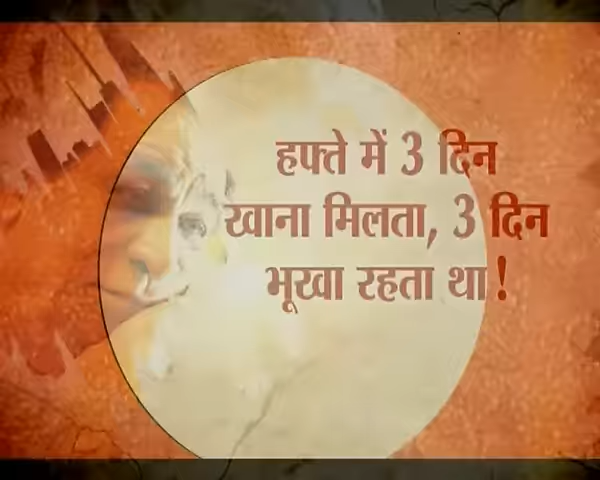 हफ्ते में 3 दिन
खाना मिलता, 3 दिन
भूखा रहता था!